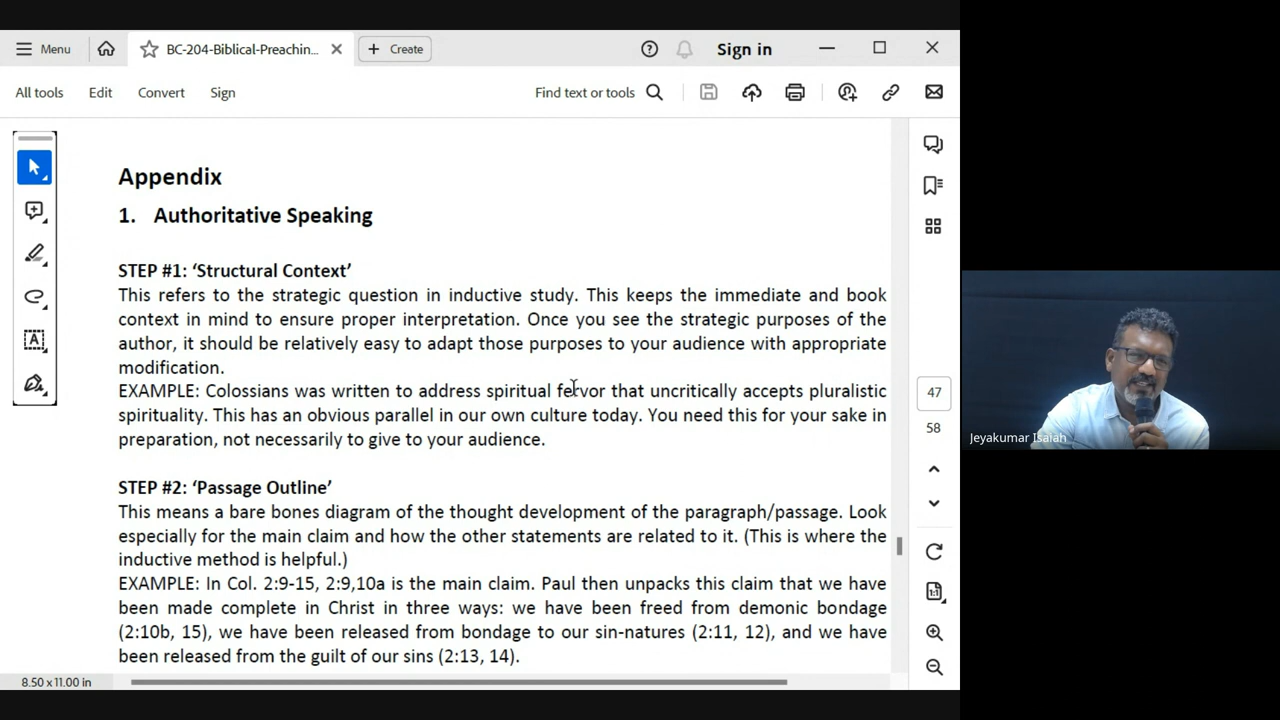 Menu
BC-204-Biblical-Preachin...
Create
Sign in
All tools
Edit
Convert
Sign
Find text or tools
Appendix
1. Authoritative Speaking
STEP #1: ‘Structural Context’
This refers to the strategic question in inductive study. This keeps the immediate and book
context in mind to ensure proper interpretation. Once you see the strategic purposes of the
author, it should be relatively easy to adapt those purposes to your audience with appropriate
modification.
EXAMPLE: Colossians was written to address spiritual fervor that uncritically accepts pluralistic
spirituality. This has an obvious parallel in our own culture today. You need this for your sake in
preparation, not necessarily to give to your audience.
STEP #2: ‘Passage Outline’
This means a bare bones diagram of the thought development of the paragraph/passage. Look
especially for the main claim and how the other statements are related to it. (This is where the
inductive method is helpful.)
EXAMPLE: In Col. 2:9-15, 2:9,10a is the main claim. Paul then unpacks this claim that we have
been made complete in Christ in three ways: we have been freed from demonic bondage
(2:10b, 15), we have been released from bondage to our sin-natures (2:11, 12), and we have
been released from the guilt of our sins (2:13, 14).
47
58
8.50 x 11.00 in
Jeyakumar Isaiah